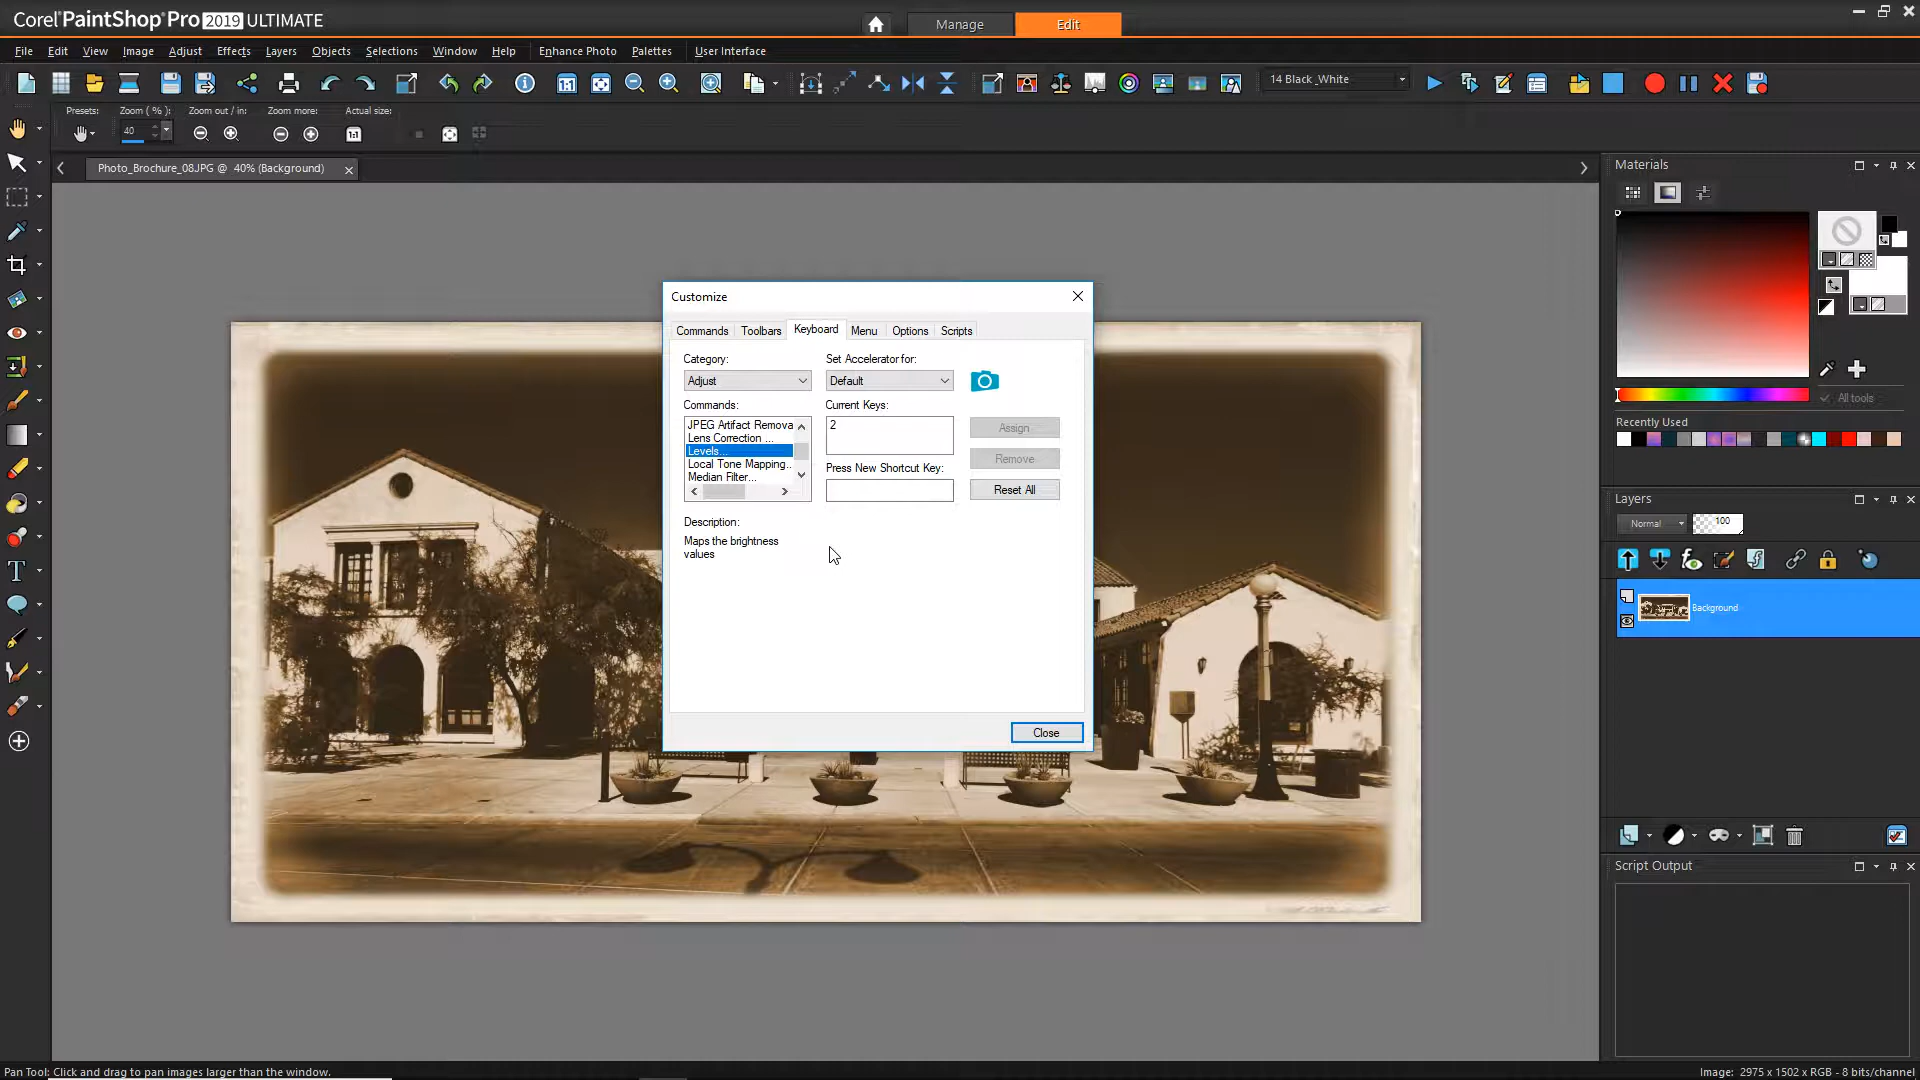 Corel PaintShop Pro 2019 ULTIMATE
Manage
Edit
File Edit View Image Adjust Effects Layers Objects Selections Window Help Enhance Photo Palettes User Interface
14 Black_White
Presets: Zoom ( % ): Zoom out / in: Zoom more: Actual size:
40
Photo_Brochure_08JPG @ 40% (Background)
Materials
All tools
Recently Used
Layers
Normal
100
Background
Script Output
Customize
Commands Toolbars Keyboard Menu Options Scripts
Category:
Set Accelerator for:
Adjust
Default
Commands:
Current Keys:
JPEG Artifact Remova
Lens Correction ...
Levels...
Local Tone Mapping..
Median Filter...
2
Assign
Remove
Press New Shortcut Key:
Reset All
Description:
Maps the brightness
values
Close
Pan Tool: Click and drag to pan images larger than the window.
Image: 2975 x 1502 x RGB - 8 bits/channel